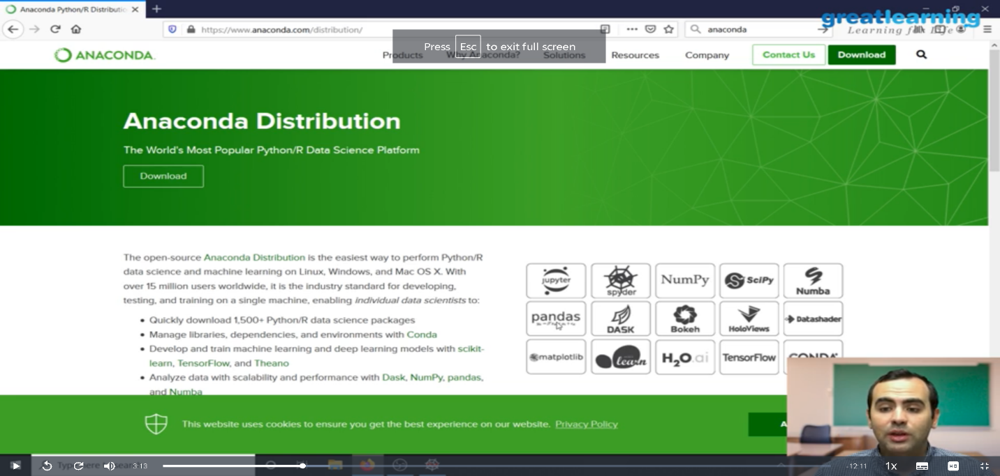 Anaconda Python/R Distributio
greatlearning
Learning for Life
https://www.anaconda.com/distribution/
anaconda
Press Esc to exit full screen
ANACONDA.
Products
Why Anaconda?
Solutions
Resources
Company
Contact Us
Download
Anaconda Distribution
The World's Most Popular Python/R Data Science Platform
Download
The open-source Anaconda Distribution is the easiest way to perform Python/R
data science and machine learning on Linux, Windows, and Mac OS X. With
over 15 million users worldwide, it is the industry standard for developing,
testing, and training on a single machine, enabling individual data scientists to:
• Quickly download 1,500+ Python/R data science packages
• Manage libraries, dependencies, and environments with Conda
• Develop and train machine learning and deep learning models with scikit-
learn, TensorFlow, and Theano
• Analyze data with scalability and performance with Dask, NumPy, pandas,
and Numba
jupyter
spyder
NumPy
SciPy
Numba
pandas
DASK
Bokeh
HoloViews
Datashader
matplotlib
learn
H2O.ai
TensorFlow
CONDA
This website uses cookies to ensure you get the best experience on our website. Privacy Policy
Type here to sear
3:13
-12:11
1x
HD